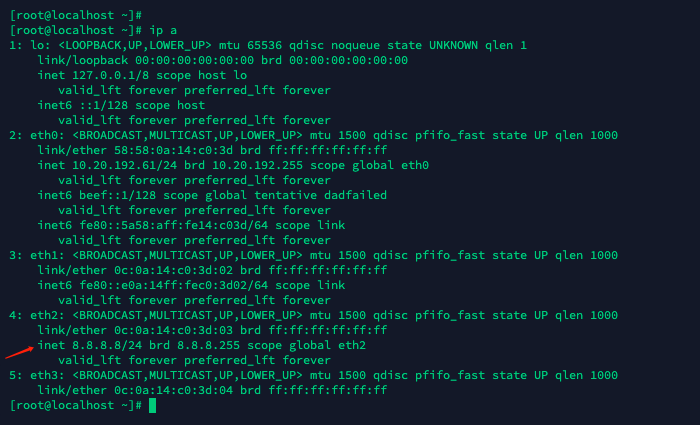 [root@localhost ~]#
[root@localhost ~]# ip a
1: lo: <LOOPBACK,UP,LOWER_UP> mtu 65536 qdisc noqueue state UNKNOWN qlen 1
    link/loopback 00:00:00:00:00:00 brd 00:00:00:00:00:00
    inet 127.0.0.1/8 scope host lo
       valid_lft forever preferred_lft forever
    inet6 ::1/128 scope host
       valid_lft forever preferred_lft forever
2: eth0: <BROADCAST,MULTICAST,UP,LOWER_UP> mtu 1500 qdisc pfifo_fast state UP qlen 1000
    link/ether 58:58:0a:14:c0:3d brd ff:ff:ff:ff:ff:ff
    inet 10.20.192.61/24 brd 10.20.192.255 scope global eth0
       valid_lft forever preferred_lft forever
    inet6 beef::1/128 scope global tentative dadfailed
       valid_lft forever preferred_lft forever
    inet6 fe80::5a58:aff:fe14:c03d/64 scope link
       valid_lft forever preferred_lft forever
3: eth1: <BROADCAST,MULTICAST,UP,LOWER_UP> mtu 1500 qdisc pfifo_fast state UP qlen 1000
    link/ether 0c:0a:14:c0:3d:02 brd ff:ff:ff:ff:ff:ff
    inet6 fe80::e0a:14ff:fec0:3d02/64 scope link
       valid_lft forever preferred_lft forever
4: eth2: <BROADCAST,MULTICAST,UP,LOWER_UP> mtu 1500 qdisc pfifo_fast state UP qlen 1000
    link/ether 0c:0a:14:c0:3d:03 brd ff:ff:ff:ff:ff:ff
    inet 8.8.8.8/24 brd 8.8.8.255 scope global eth2
       valid_lft forever preferred_lft forever
5: eth3: <BROADCAST,MULTICAST,UP,LOWER_UP> mtu 1500 qdisc pfifo_fast state UP qlen 1000
    link/ether 0c:0a:14:c0:3d:04 brd ff:ff:ff:ff:ff:ff
[root@localhost ~]#